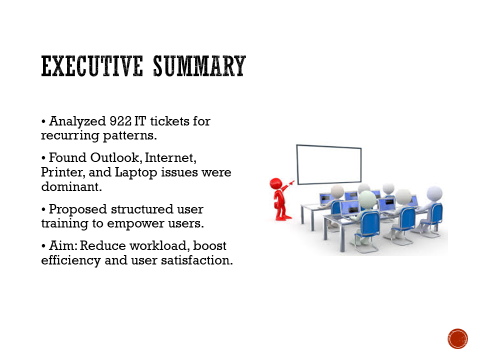 EXECUTIVE SUMMARY
• Analyzed 922 IT tickets for
recurring patterns.
• Found Outlook, Internet,
Printer, and Laptop issues were
dominant.
• Proposed structured user
training to empower users.
• Aim: Reduce workload, boost
efficiency and user satisfaction.